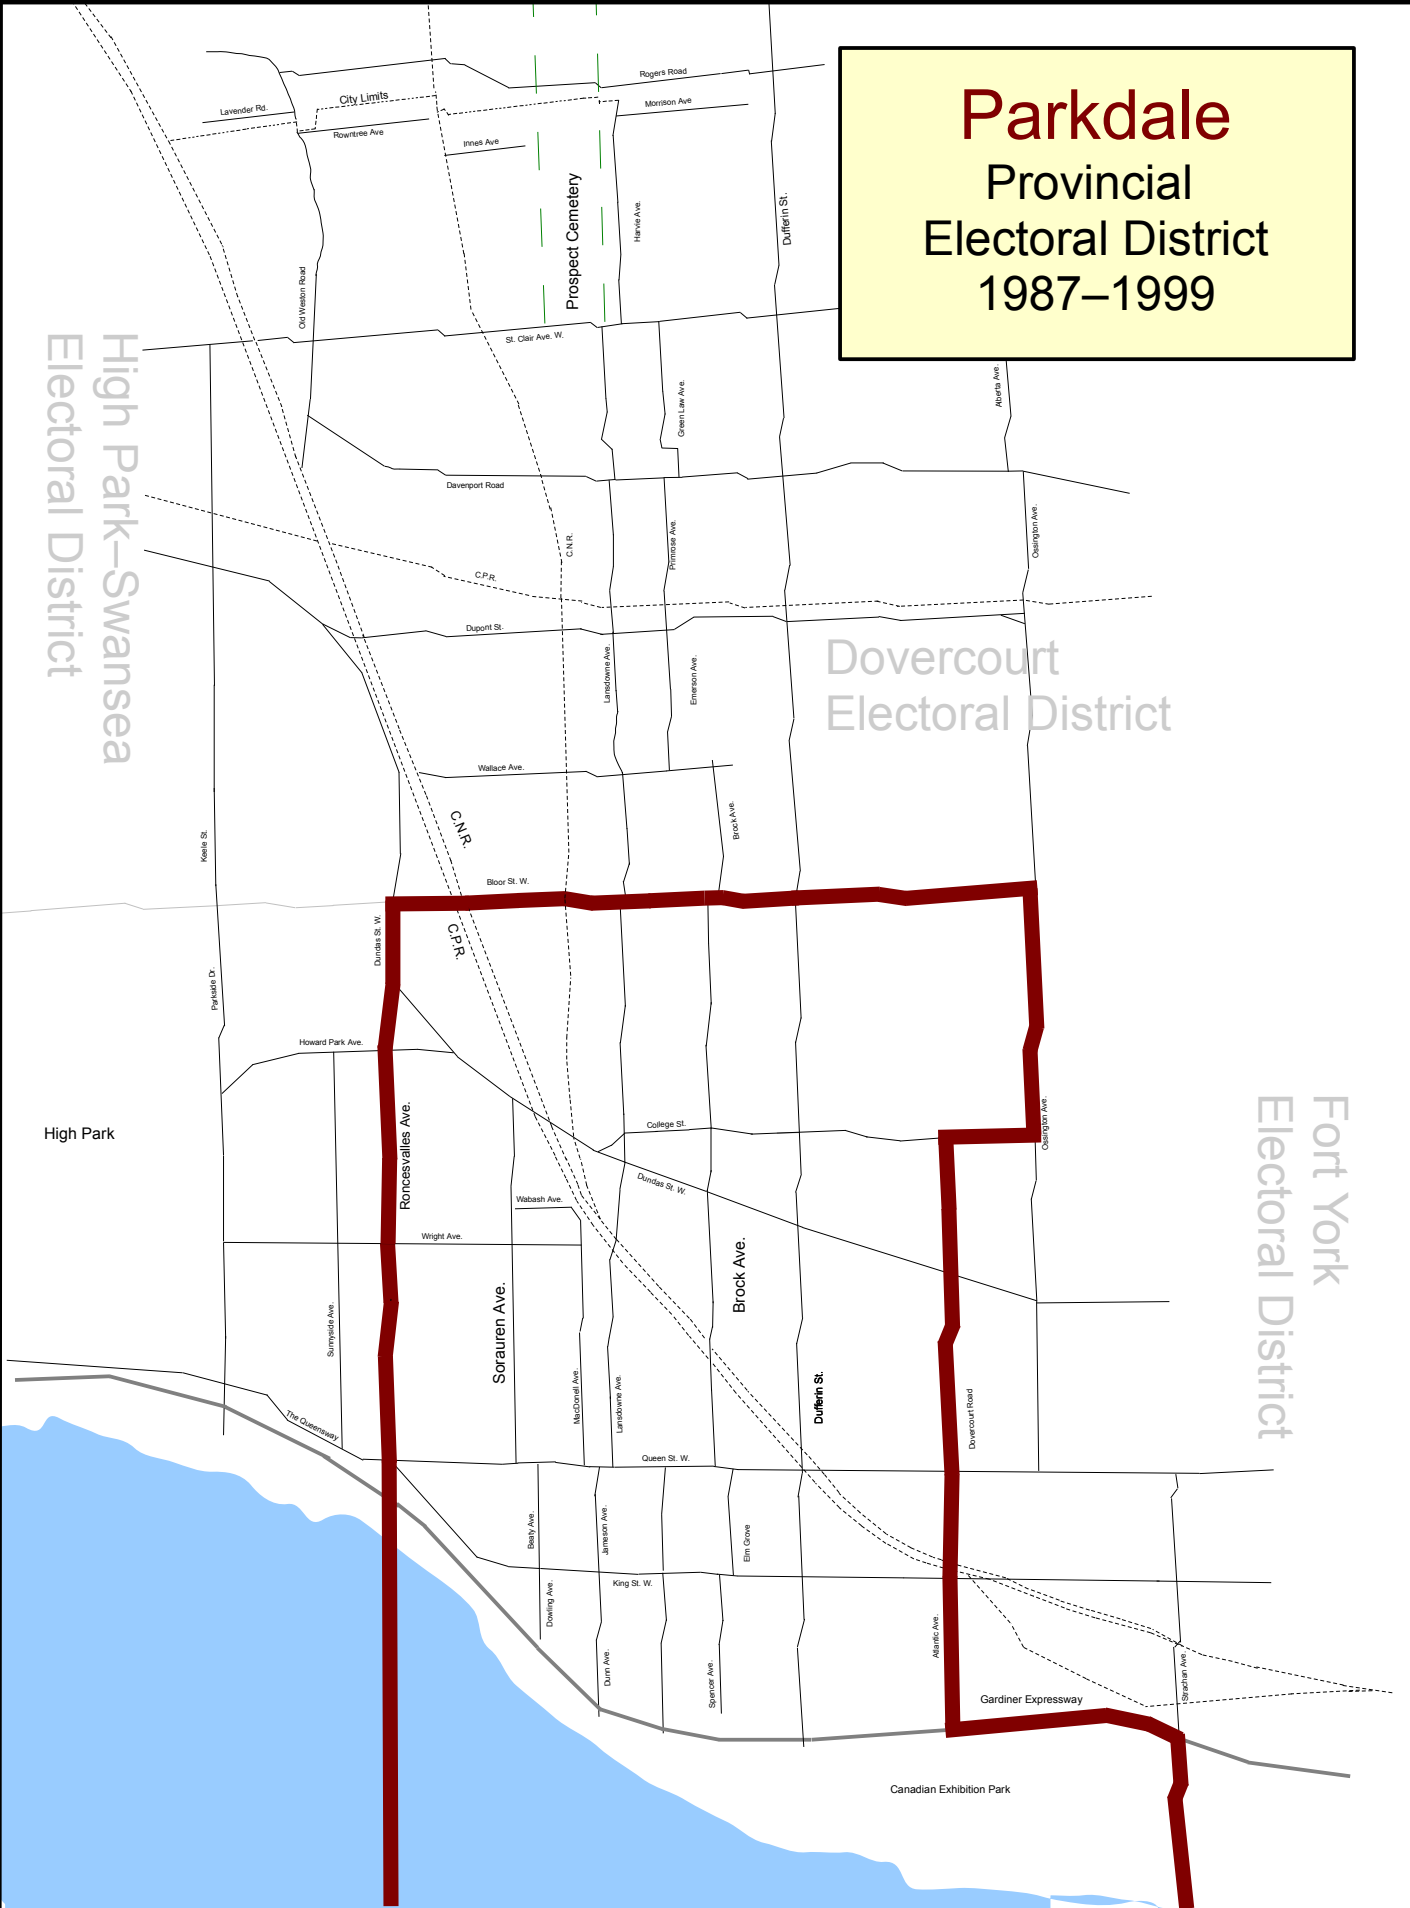 Parkdale
Provincial
Electoral District
1987–1999
Rogers Road
City Limits
Lavender Rd.
Morrison Ave
Rowntree Ave
Innes Ave
Prospect Cemetery
Harvie Ave.
Dufferin St.
Old Weston Road
St. Clair Ave. W.
High Park–Swansea
Electoral District
Green Law Ave.
Alberta Ave.
Davenport Road
C.N.R.
Primrose Ave.
Ossington Ave.
C.P.R.
Dupont St.
Lansdowne Ave.
Emerson Ave.
Dovercourt
Electoral District
Wallace Ave.
Brock Ave.
C.N.R.
Keele St.
Bloor St. W.
Dundas St. W.
C.P.R.
Parkside Dr.
Howard Park Ave.
High Park
Roncesvalles Ave.
College St.
Ossington Ave.
Fort York
Electoral District
Dundas St. W.
Wabash Ave.
Wright Ave.
Brock Ave.
Sorauren Ave.
Sunnyside Ave.
MacDonell Ave.
Lansdowne Ave.
Dufferin St.
Dovercourt Road
The Queensway
Queen St. W.
Beaty Ave.
Jameson Ave.
Elm Grove
King St. W.
Dowling Ave.
Dunn Ave.
Spencer Ave.
Atlantic Ave.
Strachan Ave.
Gardiner Expressway
Canadian Exhibition Park